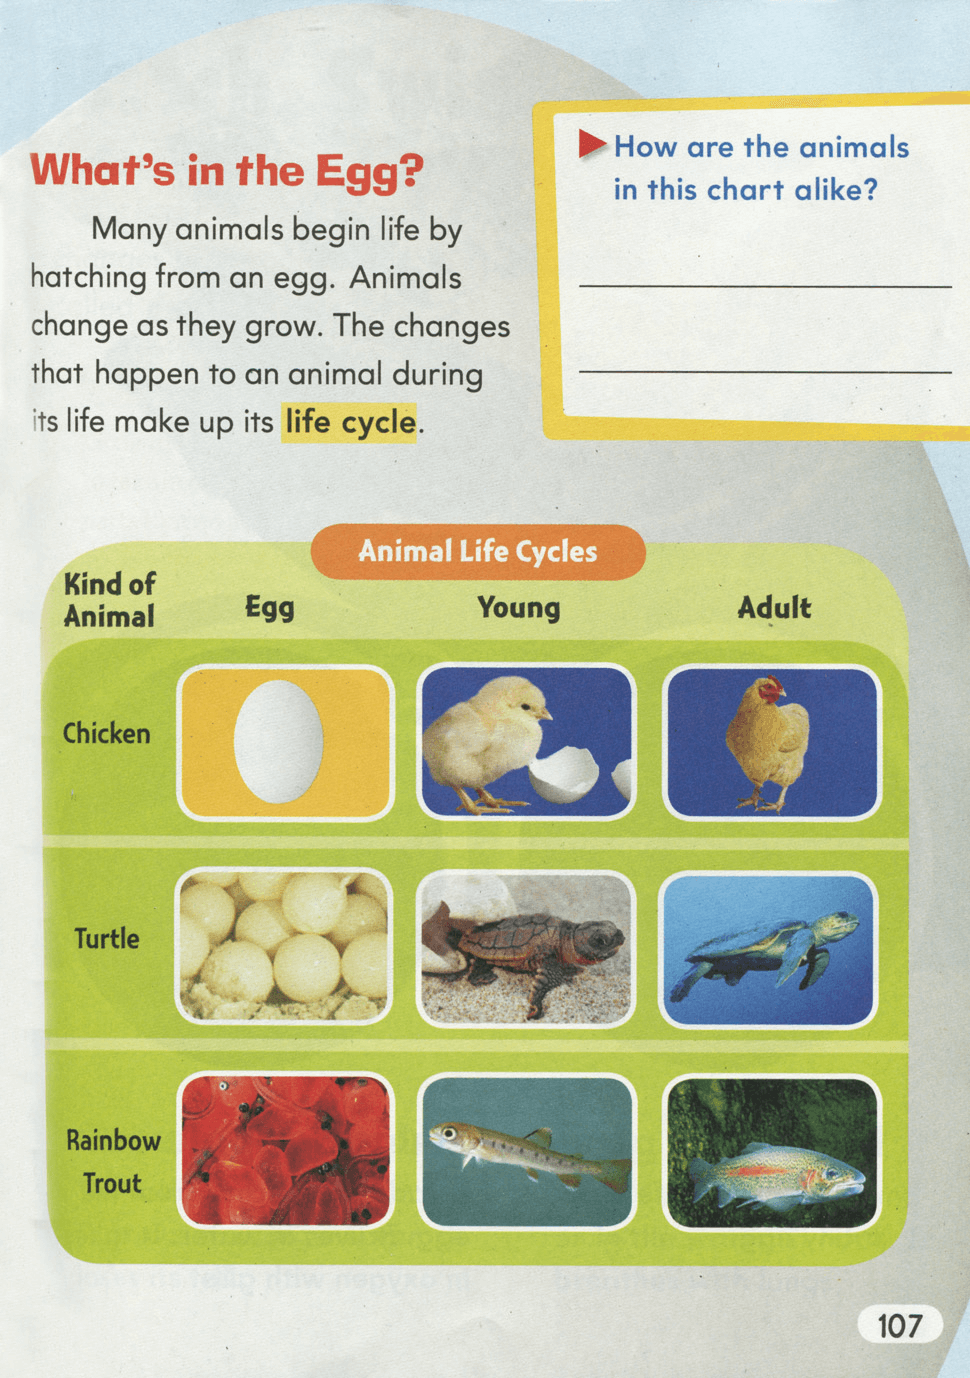 What's in the Egg?
Many animals begin life by
hatching from an egg. Animals
change as they grow. The changes
that happen to an animal during
its life make up its life cycle.
How are the animals
in this chart alike?
Animal Life Cycles
Kind of
Animal
Egg
Young
Adult
Chicken
Turtle
Rainbow
Trout
107